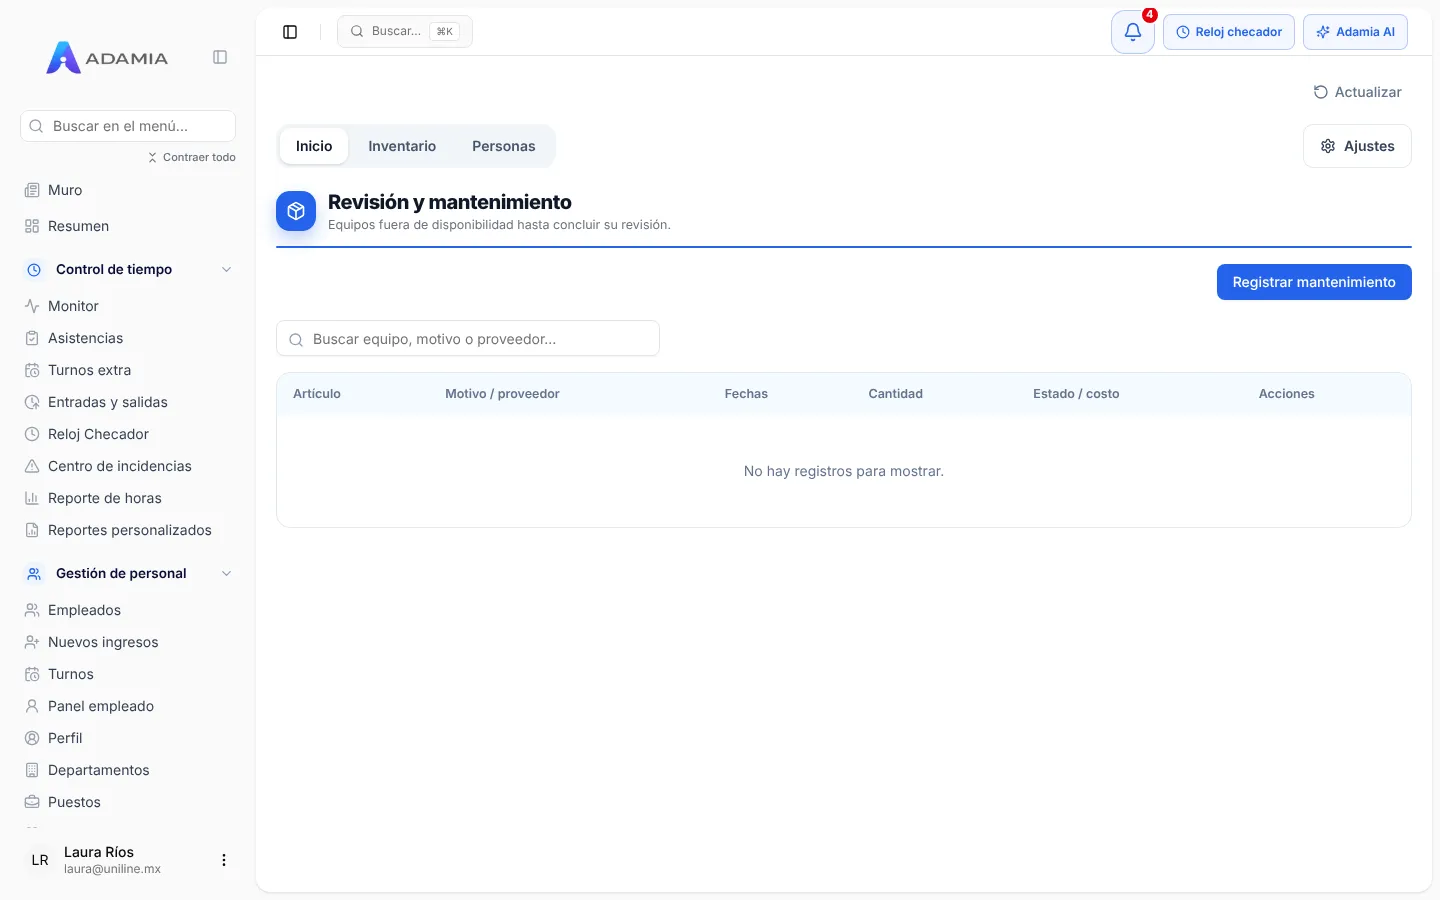 ADAMIA
Buscar en el menú...
Contraer todo
Muro
Resumen
Control de tiempo
Monitor
Asistencias
Turnos extra
Entradas y salidas
Reloj Checador
Centro de incidencias
Reporte de horas
Reportes personalizados
Gestión de personal
Empleados
Nuevos ingresos
Turnos
Panel empleado
Perfil
Departamentos
Puestos
LR
Laura Ríos
laura@uniline.mx
Buscar... ⌘K
4
Reloj checador
Adamia AI
Actualizar
Inicio Inventario Personas
Ajustes
Revisión y mantenimiento
Equipos fuera de disponibilidad hasta concluir su revisión.
Registrar mantenimiento
Buscar equipo, motivo o proveedor...
Artículo Motivo / proveedor Fechas Cantidad Estado / costo Acciones
No hay registros para mostrar.